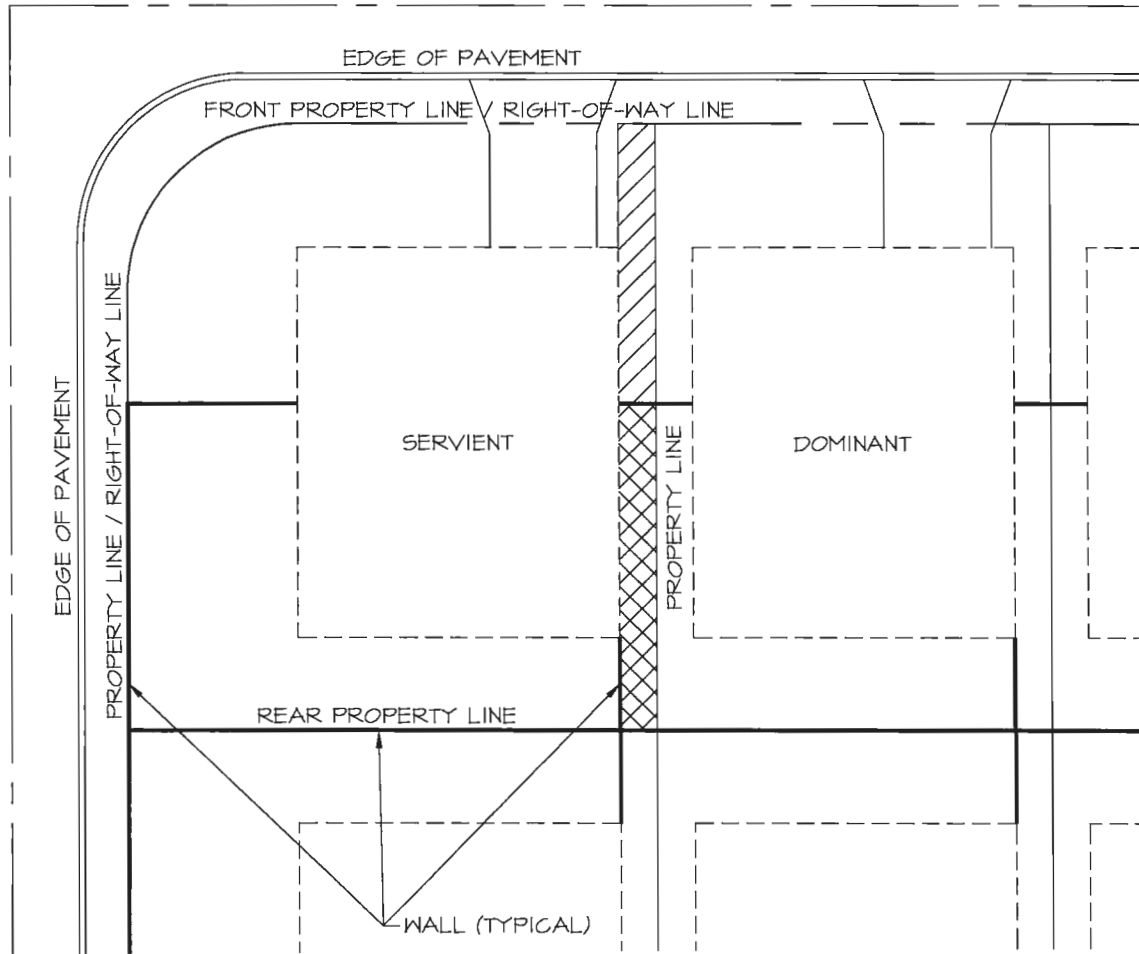 EDGE OF PAVEMENT
FRONT PROPERTY LINE / RIGHT-OF-WAY LINE
PROPERTY LINE / RIGHT-OF-WAY LINE
EDGE OF PAVEMENT
SERVIENT
PROPERTY LINE
DOMINANT
REAR PROPERTY LINE
WALL (TYPICAL)